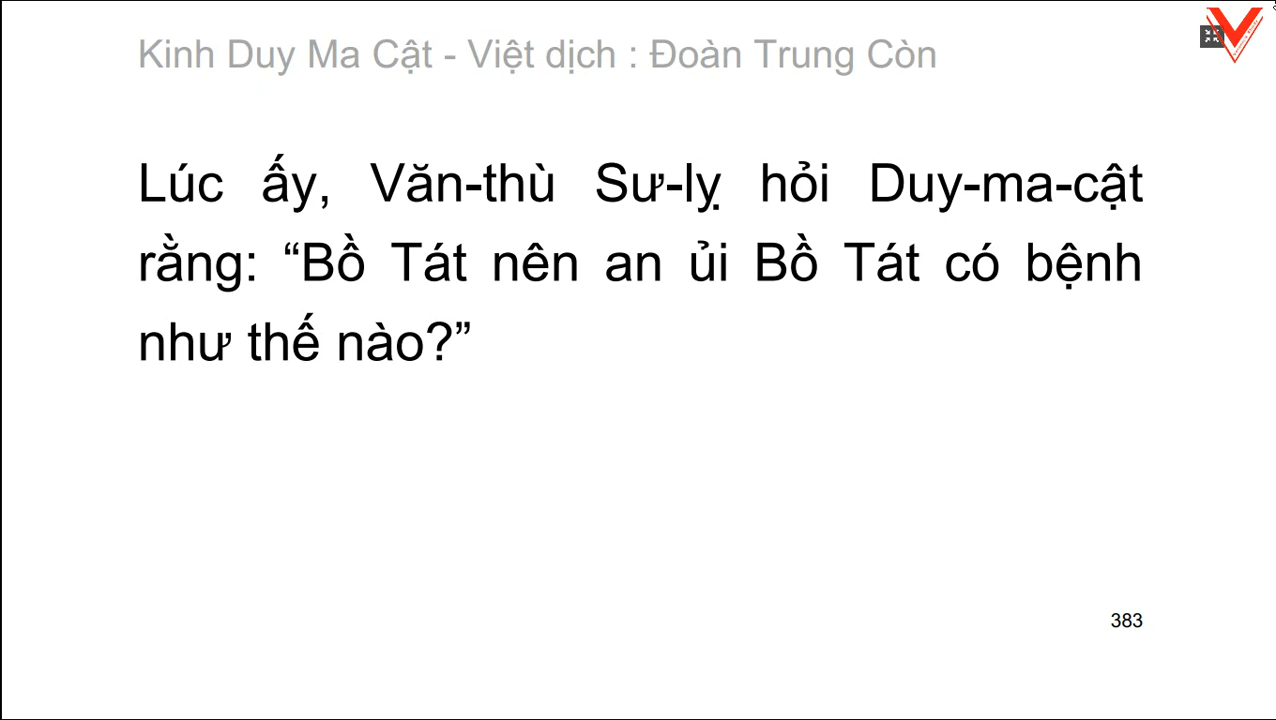 Kinh Duy Ma Cật - Việt dịch : Đoàn Trung Còn
Lúc ấy, Văn-thù Sư-lỵ hỏi Duy-ma-cật
rằng: “Bồ Tát nên an ủi Bồ Tát có bệnh
như thế nào?”
383